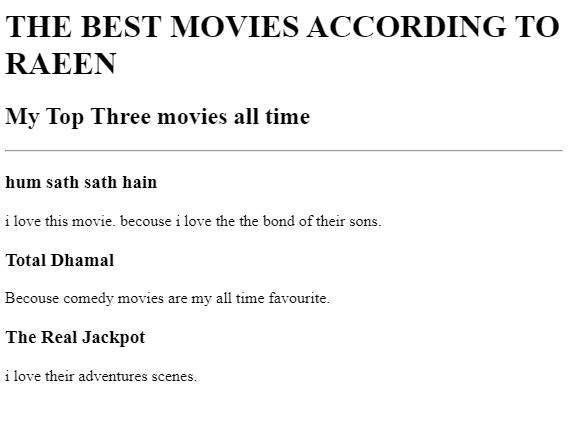 THE BEST MOVIES ACCORDING TO
RAEEN
My Top Three movies all time
hum sath sath hain
i love this movie. becouse i love the the bond of their sons.
Total Dhamal
Becouse comedy movies are my all time favourite.
The Real Jackpot
i love their adventures scenes.